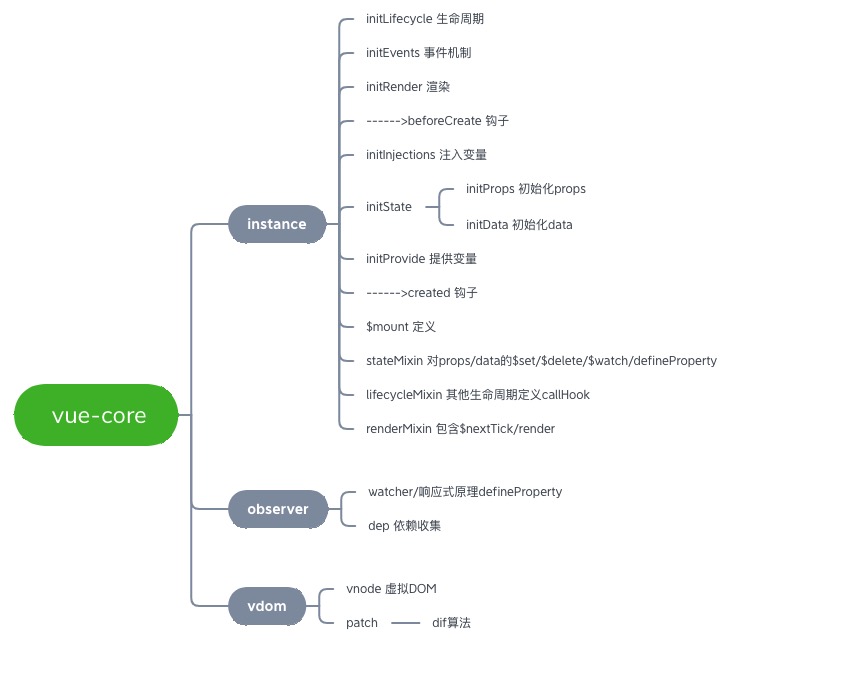 initLifecycle 生命周期
initEvents 事件机制
initRender 渲染
------>beforeCreate 钩子
initInjections 注入变量
initProps 初始化props
initState
initData 初始化data
instance
initProvide 提供变量
------>created 钩子
$mount 定义
stateMixin 对props/data的$set/$delete/$watch/defineProperty
lifecycleMixin 其他生命周期定义callHook
vue-core
renderMixin 包含$nextTick/render
watcher/响应式原理defineProperty
observer
dep 依赖收集
vnode 虚拟DOM
vdom
patch
dif算法